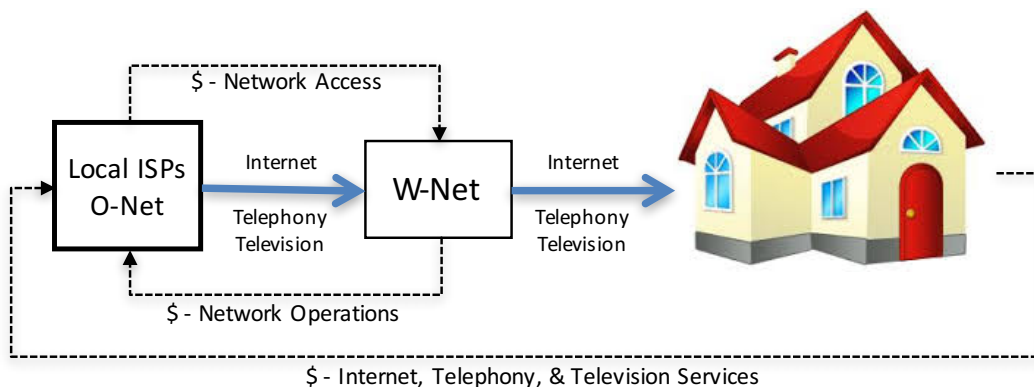 $ - Network Access
Local ISPs
O-Net
Internet
Telephony
Television
W-Net
Internet
Telephony
Television
$ - Network Operations
$ - Internet, Telephony, & Television Services